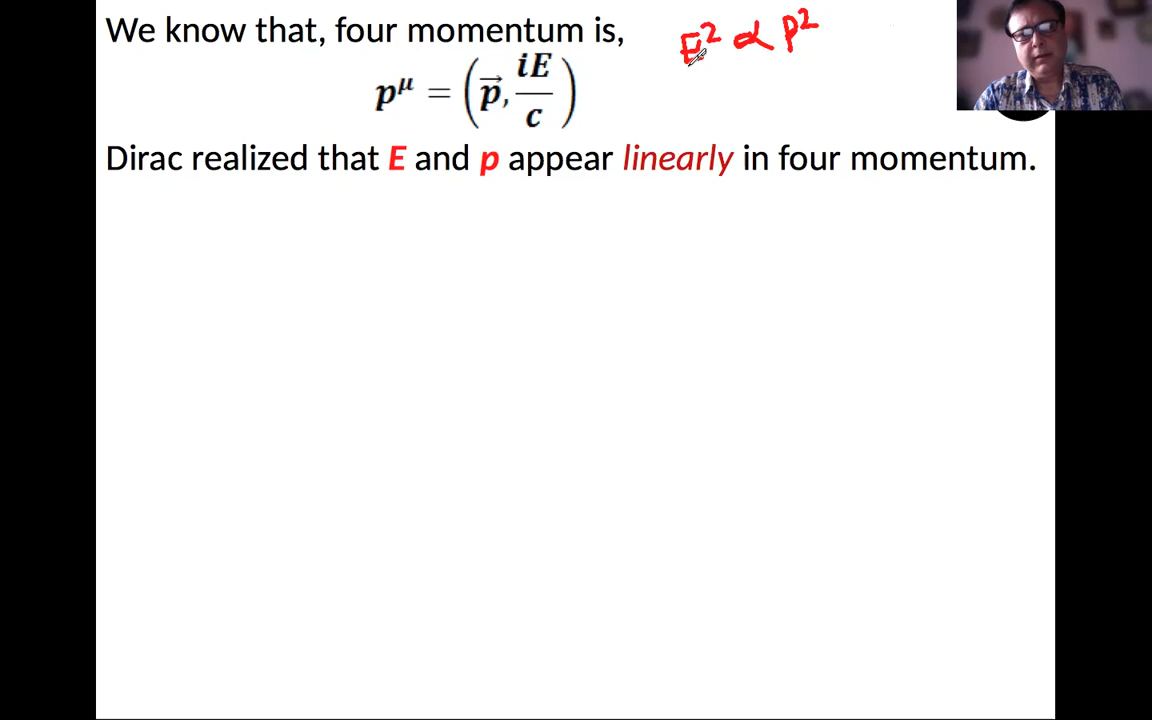 We know that, four momentum is,
E² ∝ P²
p^μ = (p⃗, iE/c)
Dirac realized that E and p appear linearly in four momentum.